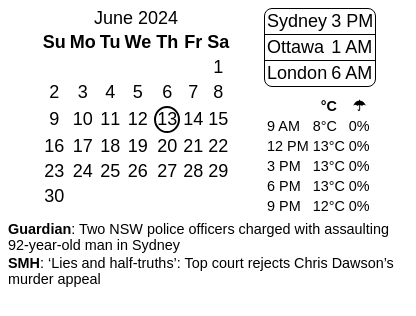 June 2024
Su Mo Tu We Th Fr Sa
1
2 3 4 5 6 7 8
9 10 11 12 13 14 15
16 17 18 19 20 21 22
23 24 25 26 27 28 29
30
Sydney 3 PM
Ottawa 1 AM
London 6 AM
°C ☂
9 AM 8°C 0%
12 PM 13°C 0%
3 PM 13°C 0%
6 PM 13°C 0%
9 PM 12°C 0%
Guardian: Two NSW police officers charged with assaulting
92-year-old man in Sydney
SMH: ‘Lies and half-truths’: Top court rejects Chris Dawson’s
murder appeal